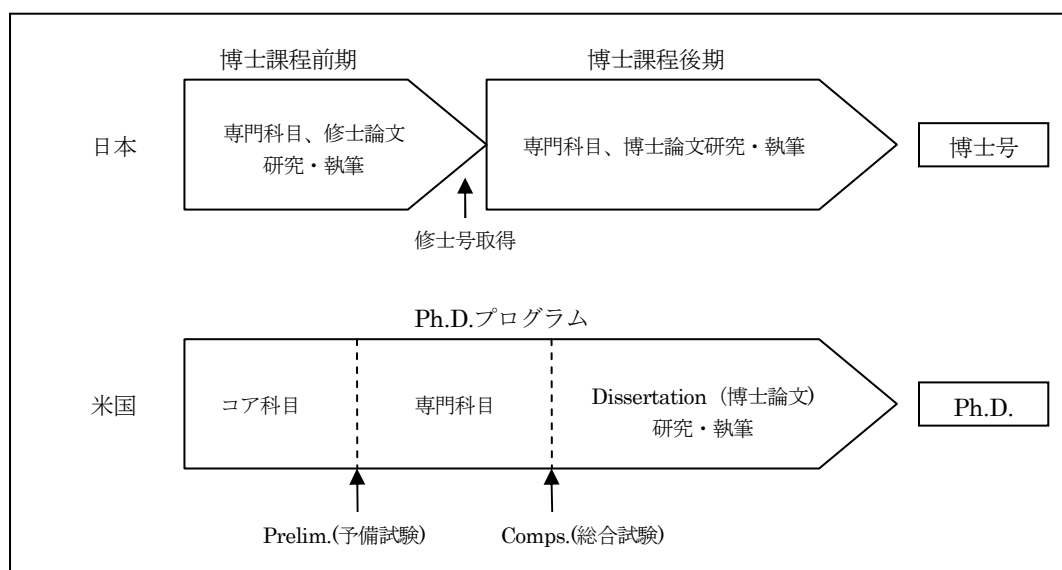 博士課程前期
博士課程後期
日本
専門科目、修士論文
研究・執筆
専門科目、博士論文研究・執筆
博士号
修士号取得
Ph.D.プログラム
米国
コア科目
専門科目
Dissertation（博士論文)
研究・執筆
Ph.D.
Prelim.(予備試験)
Comps.(総合試験)